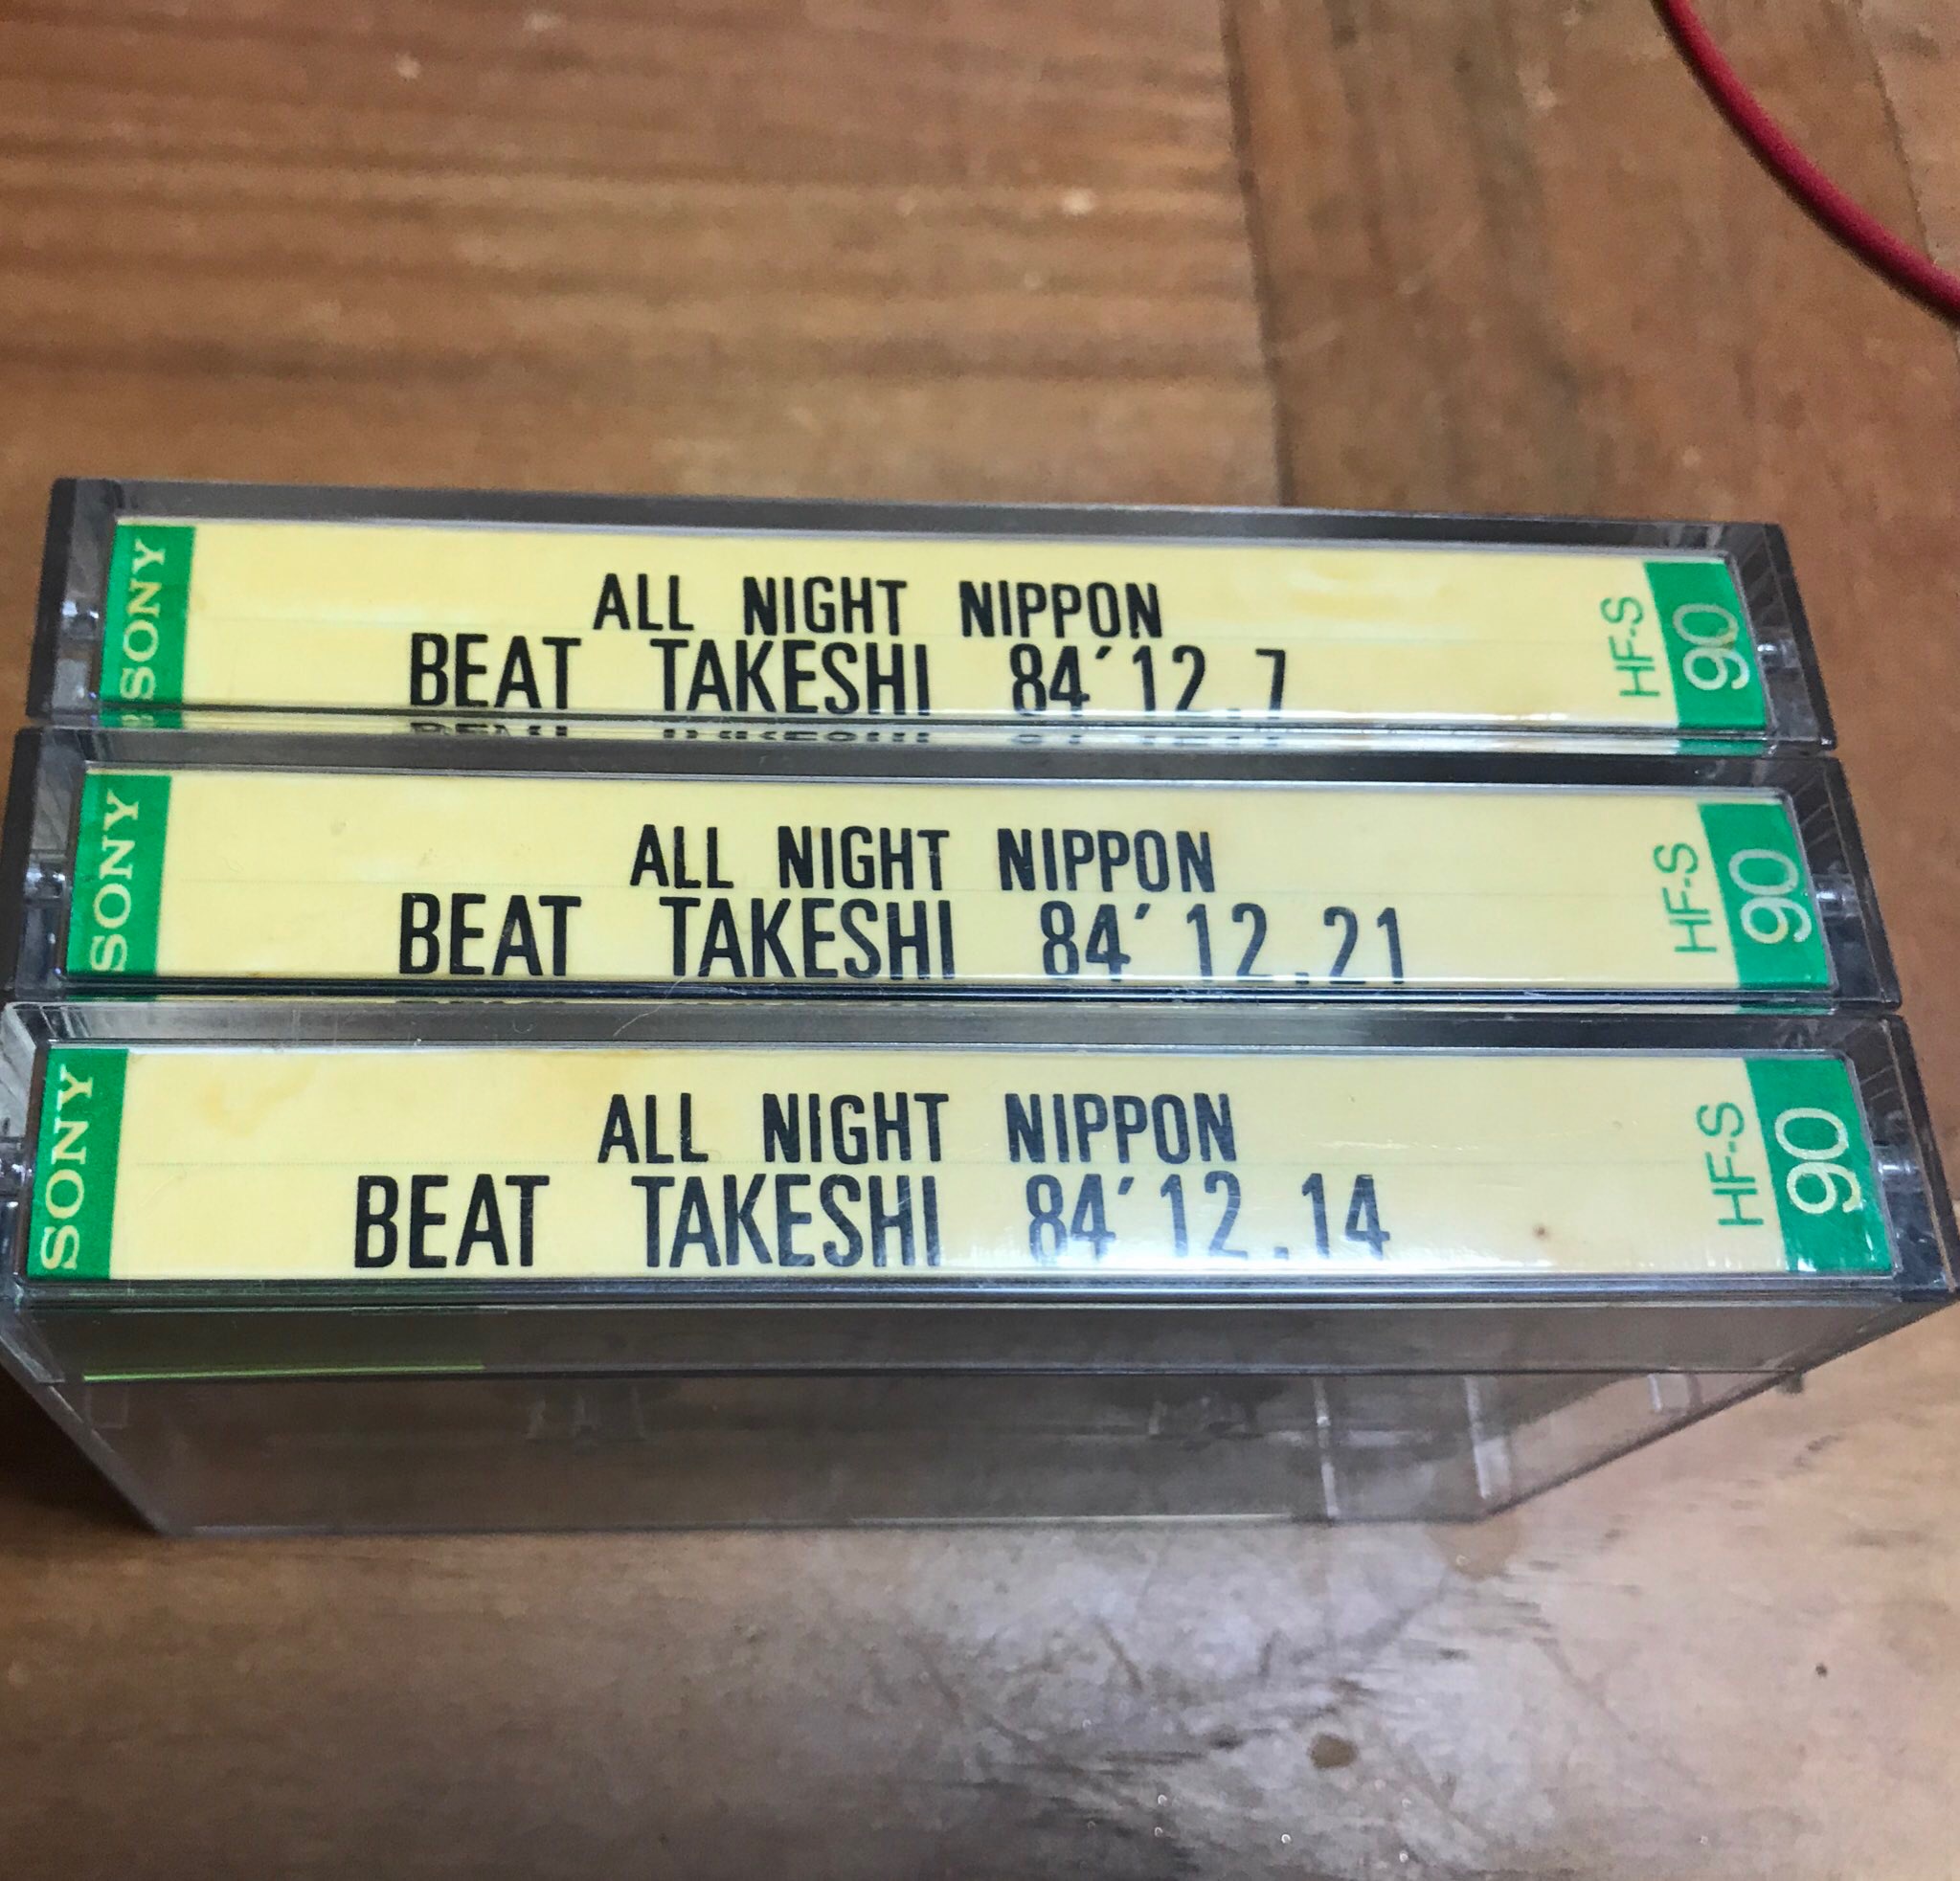 SONY
ALL NIGHT NIPPON
BEAT TAKESHI 84´12.7
HF-S
90
SONY
ALL NIGHT NIPPON
BEAT TAKESHI 84´12.21
HF-S
90
SONY
ALL NIGHT NIPPON
BEAT TAKESHI 84´12.14
HF-S
90